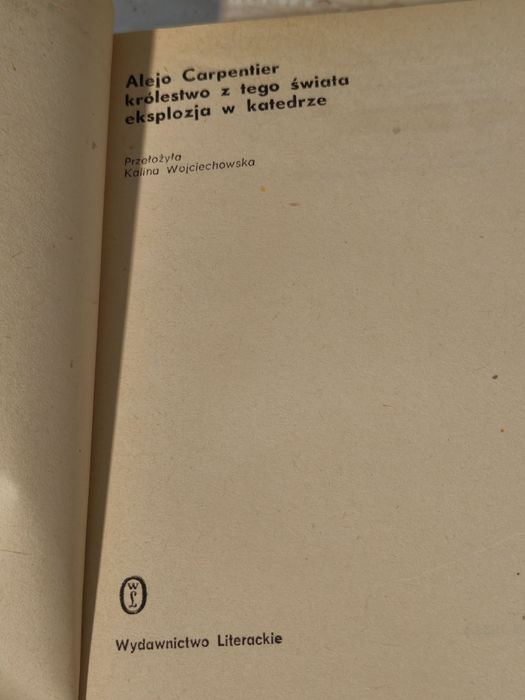 Alejo Carpentier
królestwo z tego świata
eksplozja w katedrze
Przełożyła
Kalina Wojciechowska
W
Ł
Wydawnictwo Literackie